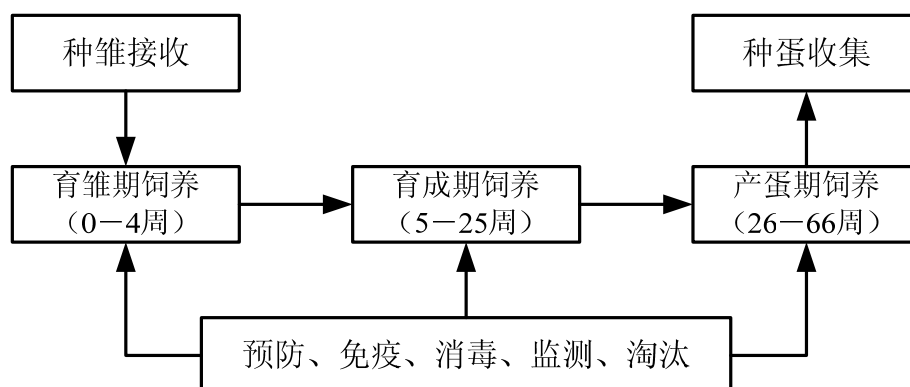 种雏接收
种蛋收集
育雏期饲养
（0－4周）
育成期饲养
（5－25周）
产蛋期饲养
（26－66周）
预防、免疫、消毒、监测、淘汰